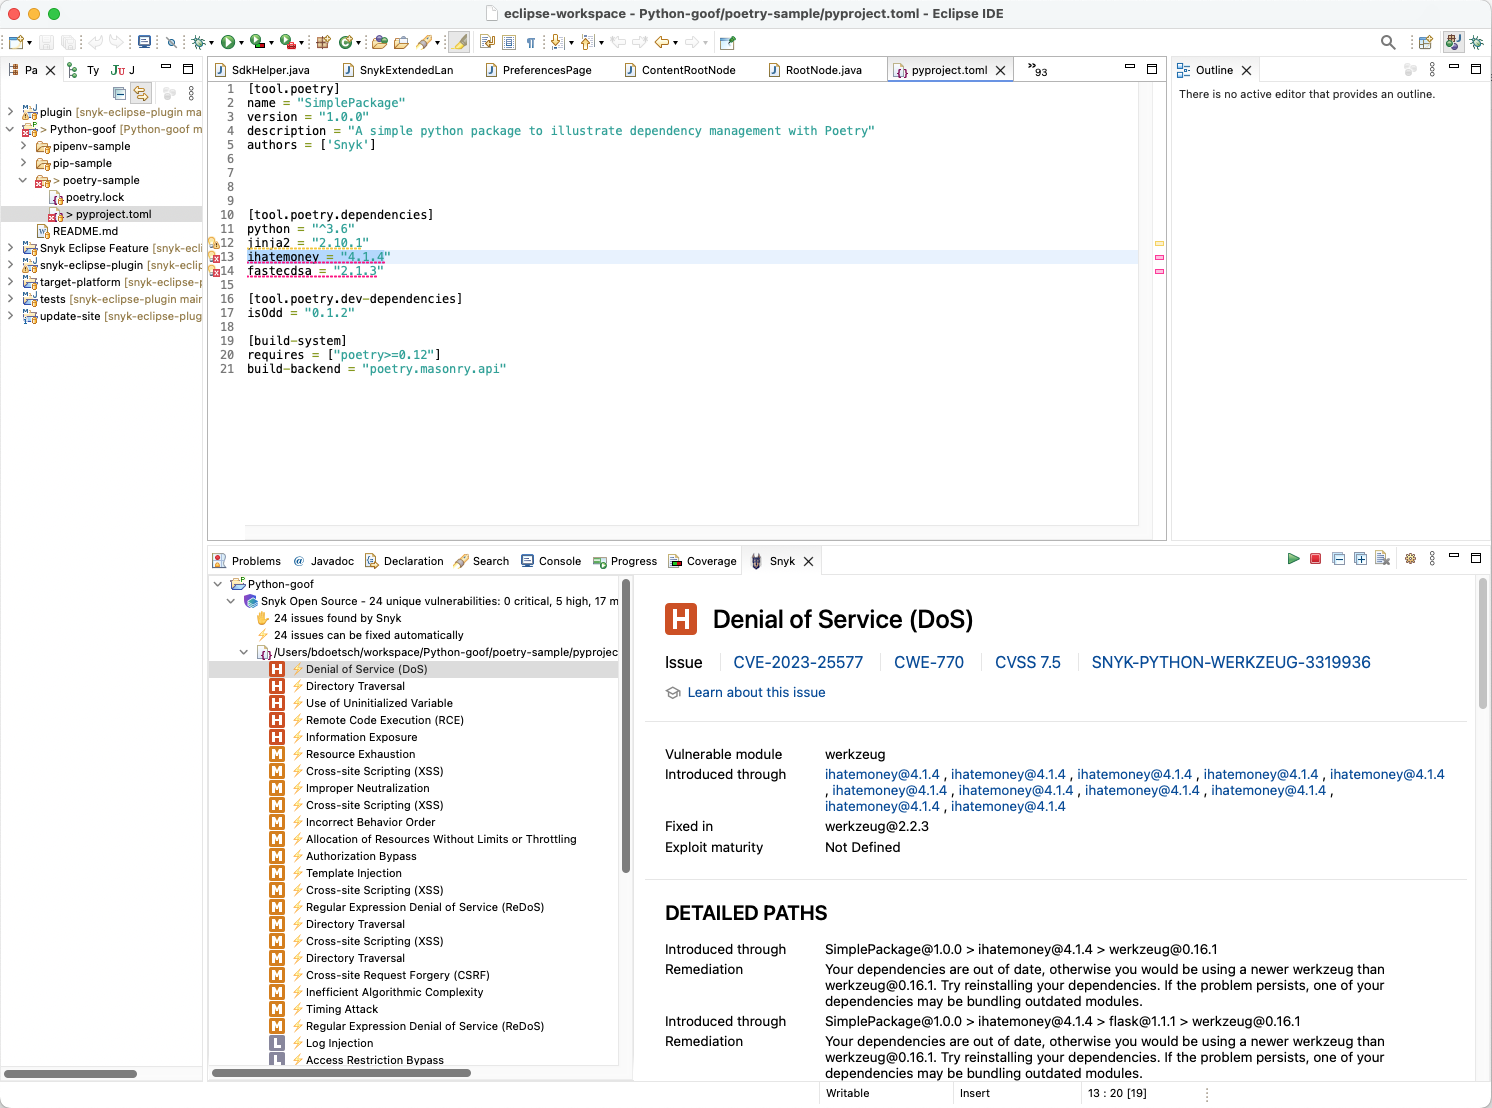 eclipse-workspace - Python-goof/poetry-sample/pyproject.toml - Eclipse IDE
Pa
Ty
J
SdkHelper.java
SnykExtendedLan
PreferencesPage
ContentRootNode
RootNode.java
pyproject.toml
93
Outline
There is no active editor that provides an outline.
plugin [snyk-eclipse-plugin ma
> Python-goof [Python-goof m
pipenv-sample
pip-sample
> poetry-sample
poetry.lock
> pyproject.toml
README.md
Snyk Eclipse Feature [snyk-ecli
snyk-eclipse-plugin [snyk-eclip
target-platform [snyk-eclipse-p
tests [snyk-eclipse-plugin main
update-site [snyk-eclipse-plug
1 [tool.poetry]
2 name = "SimplePackage"
3 version = "1.0.0"
4 description = "A simple python package to illustrate dependency management with Poetry"
5 authors = ['Snyk']
6
7
8
9
10 [tool.poetry.dependencies]
11 python = "^3.6"
12 jinja2 = "2.10.1"
13 ihatemoney = "4.1.4"
14 fastecdsa = "2.1.3"
15
16 [tool.poetry.dev-dependencies]
17 isOdd = "0.1.2"
18
19 [build-system]
20 requires = ["poetry>=0.12"]
21 build-backend = "poetry.masonry.api"
Problems
Javadoc
Declaration
Search
Console
Progress
Coverage
Snyk
Python-goof
Snyk Open Source - 24 unique vulnerabilities: 0 critical, 5 high, 17 m
24 issues found by Snyk
24 issues can be fixed automatically
/Users/bdoetsch/workspace/Python-goof/poetry-sample/pyprojec
H Denial of Service (DoS)
H Directory Traversal
H Use of Uninitialized Variable
H Remote Code Execution (RCE)
H Information Exposure
M Resource Exhaustion
M Cross-site Scripting (XSS)
M Improper Neutralization
M Cross-site Scripting (XSS)
M Incorrect Behavior Order
M Allocation of Resources Without Limits or Throttling
M Authorization Bypass
M Template Injection
M Cross-site Scripting (XSS)
M Regular Expression Denial of Service (ReDoS)
M Directory Traversal
M Cross-site Scripting (XSS)
M Directory Traversal
M Cross-site Request Forgery (CSRF)
M Inefficient Algorithmic Complexity
M Timing Attack
M Regular Expression Denial of Service (ReDoS)
L Log Injection
L Access Restriction Bypass
H Denial of Service (DoS)
Issue CVE-2023-25577 CWE-770 CVSS 7.5 SNYK-PYTHON-WERKZEUG-3319936
Learn about this issue
Vulnerable module werkzeug
Introduced through ihatemoney@4.1.4 , ihatemoney@4.1.4 , ihatemoney@4.1.4 , ihatemoney@4.1.4 , ihatemoney@4.1.4
, ihatemoney@4.1.4 , ihatemoney@4.1.4 , ihatemoney@4.1.4 , ihatemoney@4.1.4 ,
ihatemoney@4.1.4 , ihatemoney@4.1.4
Fixed in werkzeug@2.2.3
Exploit maturity Not Defined
DETAILED PATHS
Introduced through SimplePackage@1.0.0 > ihatemoney@4.1.4 > werkzeug@0.16.1
Remediation Your dependencies are out of date, otherwise you would be using a newer werkzeug than
werkzeug@0.16.1. Try reinstalling your dependencies. If the problem persists, one of your
dependencies may be bundling outdated modules.
Introduced through SimplePackage@1.0.0 > ihatemoney@4.1.4 > flask@1.1.1 > werkzeug@0.16.1
Remediation Your dependencies are out of date, otherwise you would be using a newer werkzeug than
werkzeug@0.16.1. Try reinstalling your dependencies. If the problem persists, one of your
dependencies may be bundling outdated modules.
Writable
Insert
13 : 20 [19]